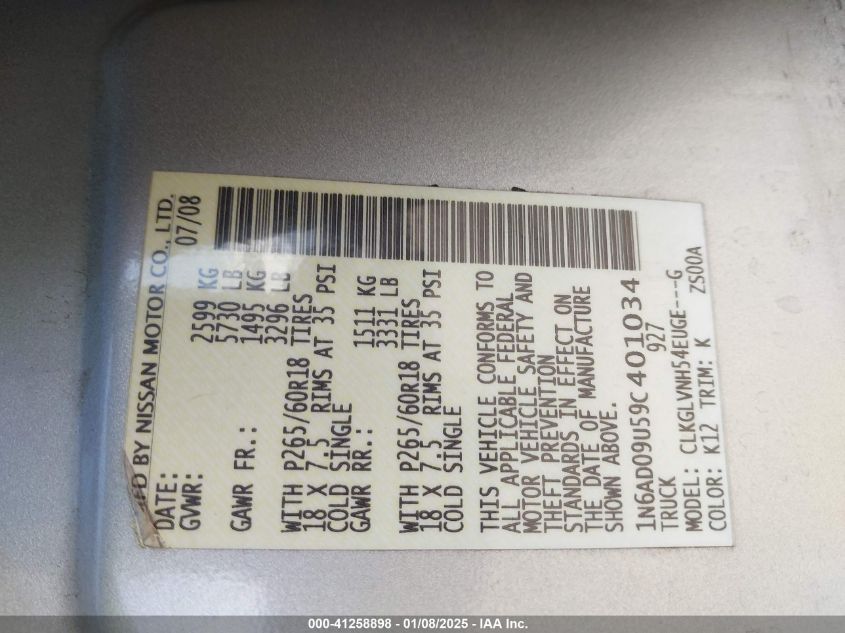 MFD BY NISSAN MOTOR CO., LTD.
DATE: 07/08
GVWR: 2599 KG
5730 LB
GAWR FR.: 1495 KG
3296 LB
WITH P265/60R18 TIRES
18 X 7.5 RIMS AT 35 PSI
COLD SINGLE
GAWR RR.: 1511 KG
3331 LB
WITH P265/60R18 TIRES
18 X 7.5 RIMS AT 35 PSI
COLD SINGLE
THIS VEHICLE CONFORMS TO
ALL APPLICABLE FEDERAL
MOTOR VEHICLE SAFETY AND
THEFT PREVENTION
STANDARDS IN EFFECT ON
THE DATE OF MANUFACTURE
SHOWN ABOVE.
1N6AD09U59C401034
TRUCK 927
MODEL: CLKGLVNH54EUGE---G
COLOR: K12 TRIM: K ZS00A
000-41258898 - 01/08/2025 - IAA Inc.